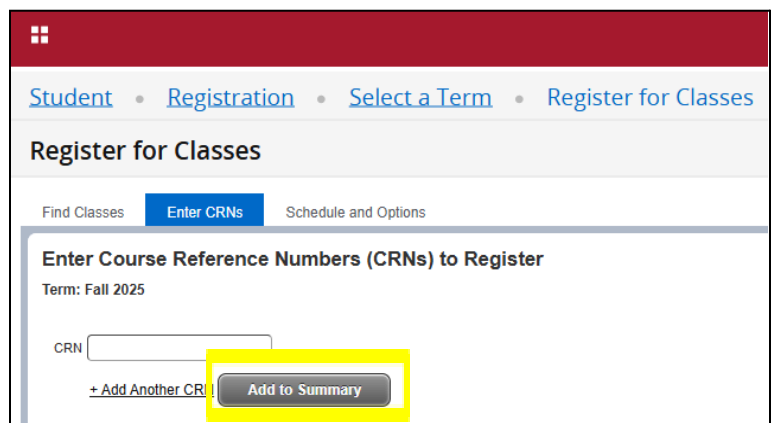 Student • Registration • Select a Term • Register for Classes
Register for Classes
Find Classes Enter CRNs Schedule and Options
Enter Course Reference Numbers (CRNs) to Register
Term: Fall 2025
CRN
+ Add Another CRN Add to Summary